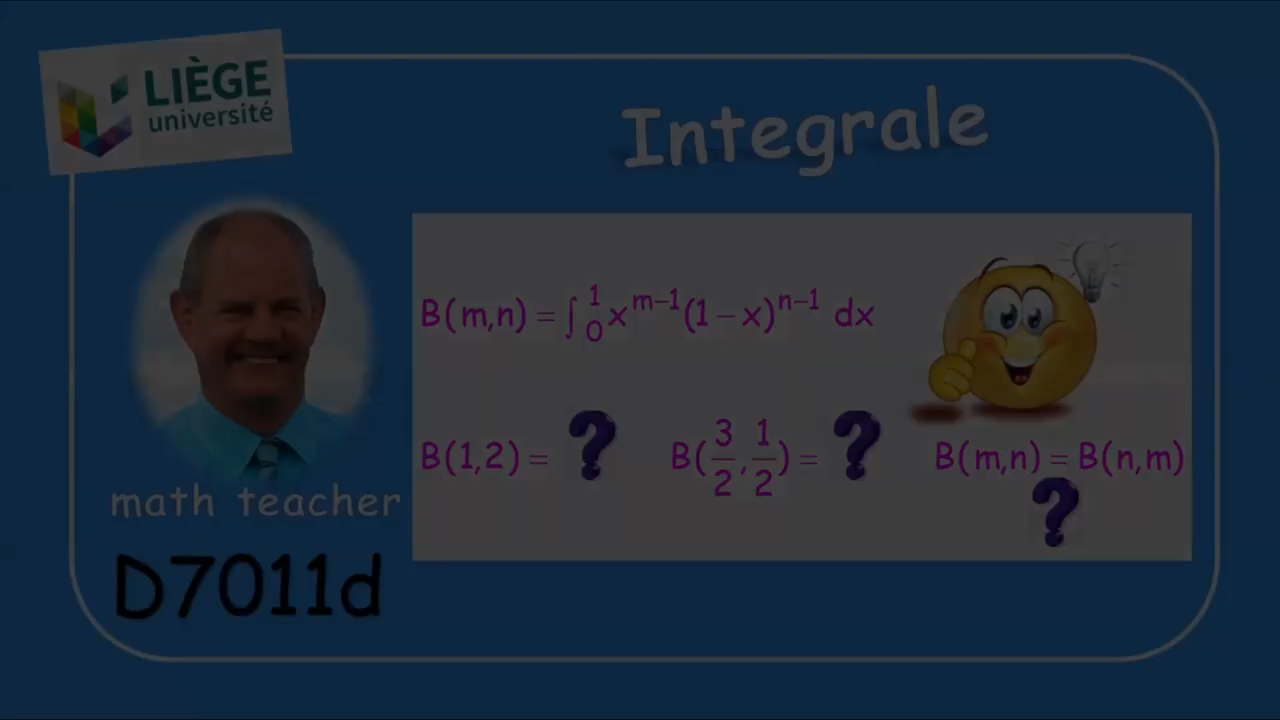 LIÈGE
université
Integrale
B(m,n) = ∫₀¹ x^{m−1}(1−x)^{n−1} dx
B(1,2) = ?
B(3/2, 1/2) = ?
B(m,n) = B(n,m)
?
math teacher
D7011d